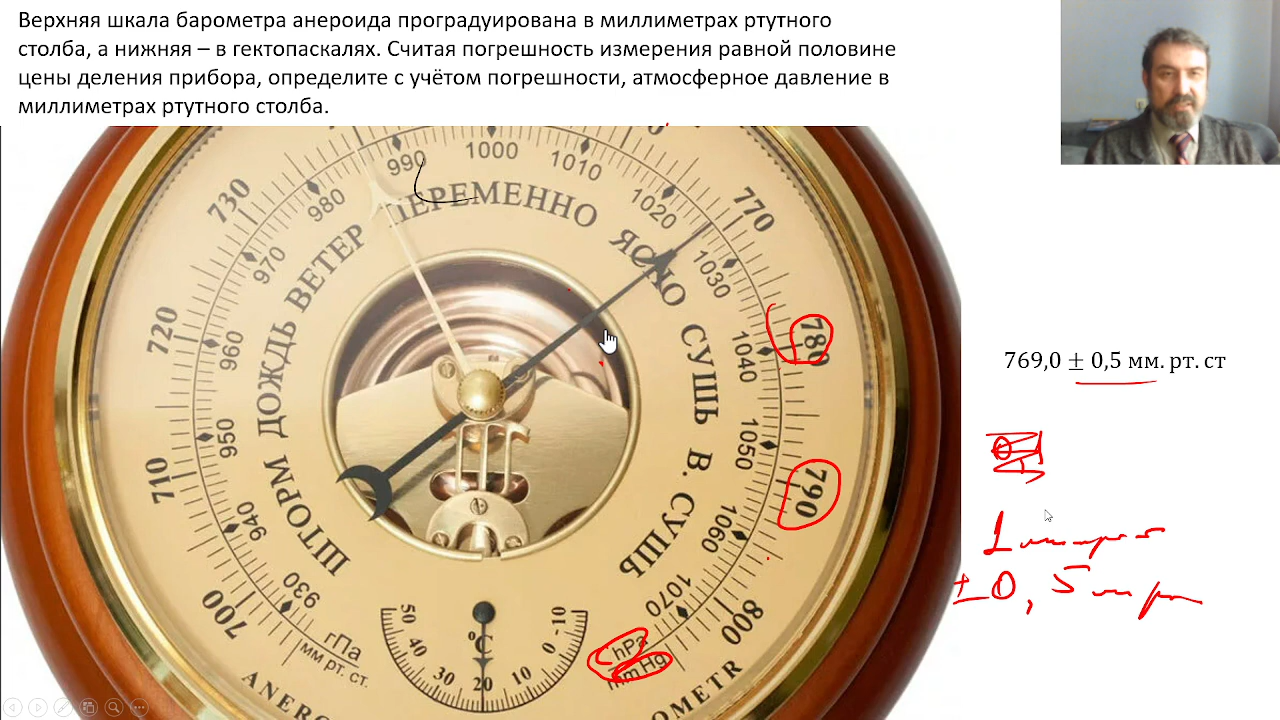 Верхняя шкала барометра анероида проградуирована в миллиметрах ртутного
столба, а нижняя – в гектопаскалях. Считая погрешность измерения равной половине
цены деления прибора, определите с учётом погрешности, атмосферное давление в
миллиметрах ртутного столба.
700 710 720 730 770 780 790 800
930 940 950 960 970 980 990 1000 1010 1020 1030 1040 1050 1060 1070
ШТОРМ ДОЖДЬ ВЕТЕР ПЕРЕМЕННО ЯСНО СУШЬ В. СУШЬ
гПа
мм рт. ст.
hPa
mm Hg
°C
50 40 30 20 10 0 -10
769,0 ± 0,5 мм. рт. ст
1
± 0, 5